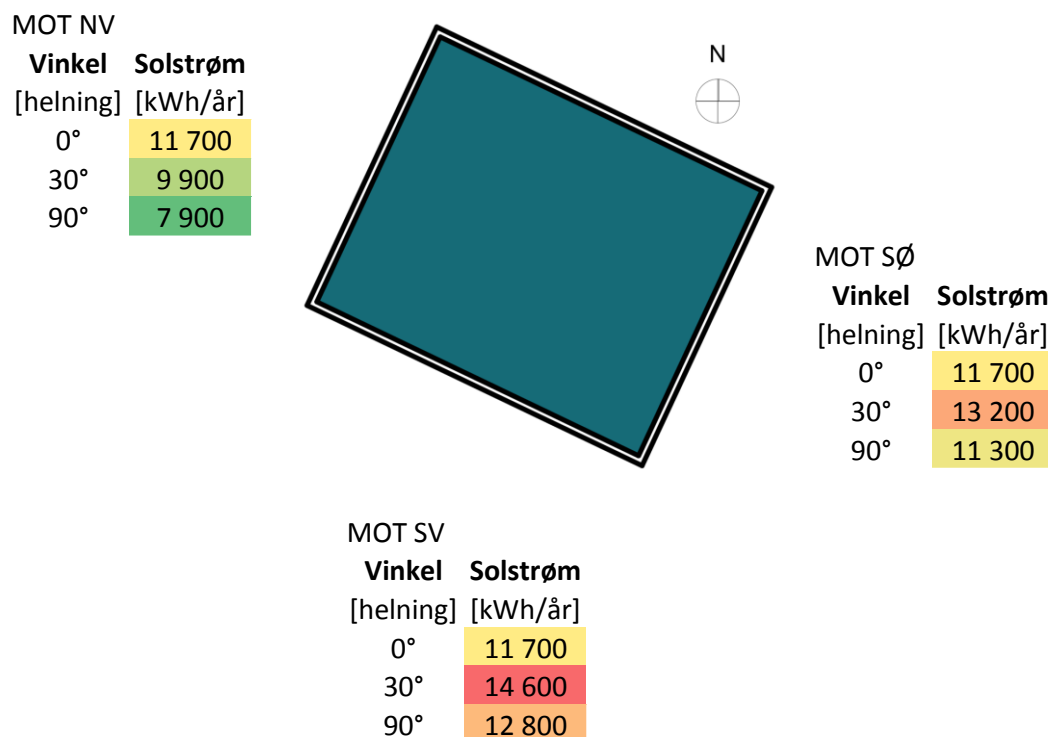 MOT NV
Vinkel Solstrøm
[helning] [kWh/år]
0° 11 700
30° 9 900
90° 7 900
N
MOT SØ
Vinkel Solstrøm
[helning] [kWh/år]
0° 11 700
30° 13 200
90° 11 300
MOT SV
Vinkel Solstrøm
[helning] [kWh/år]
0° 11 700
30° 14 600
90° 12 800